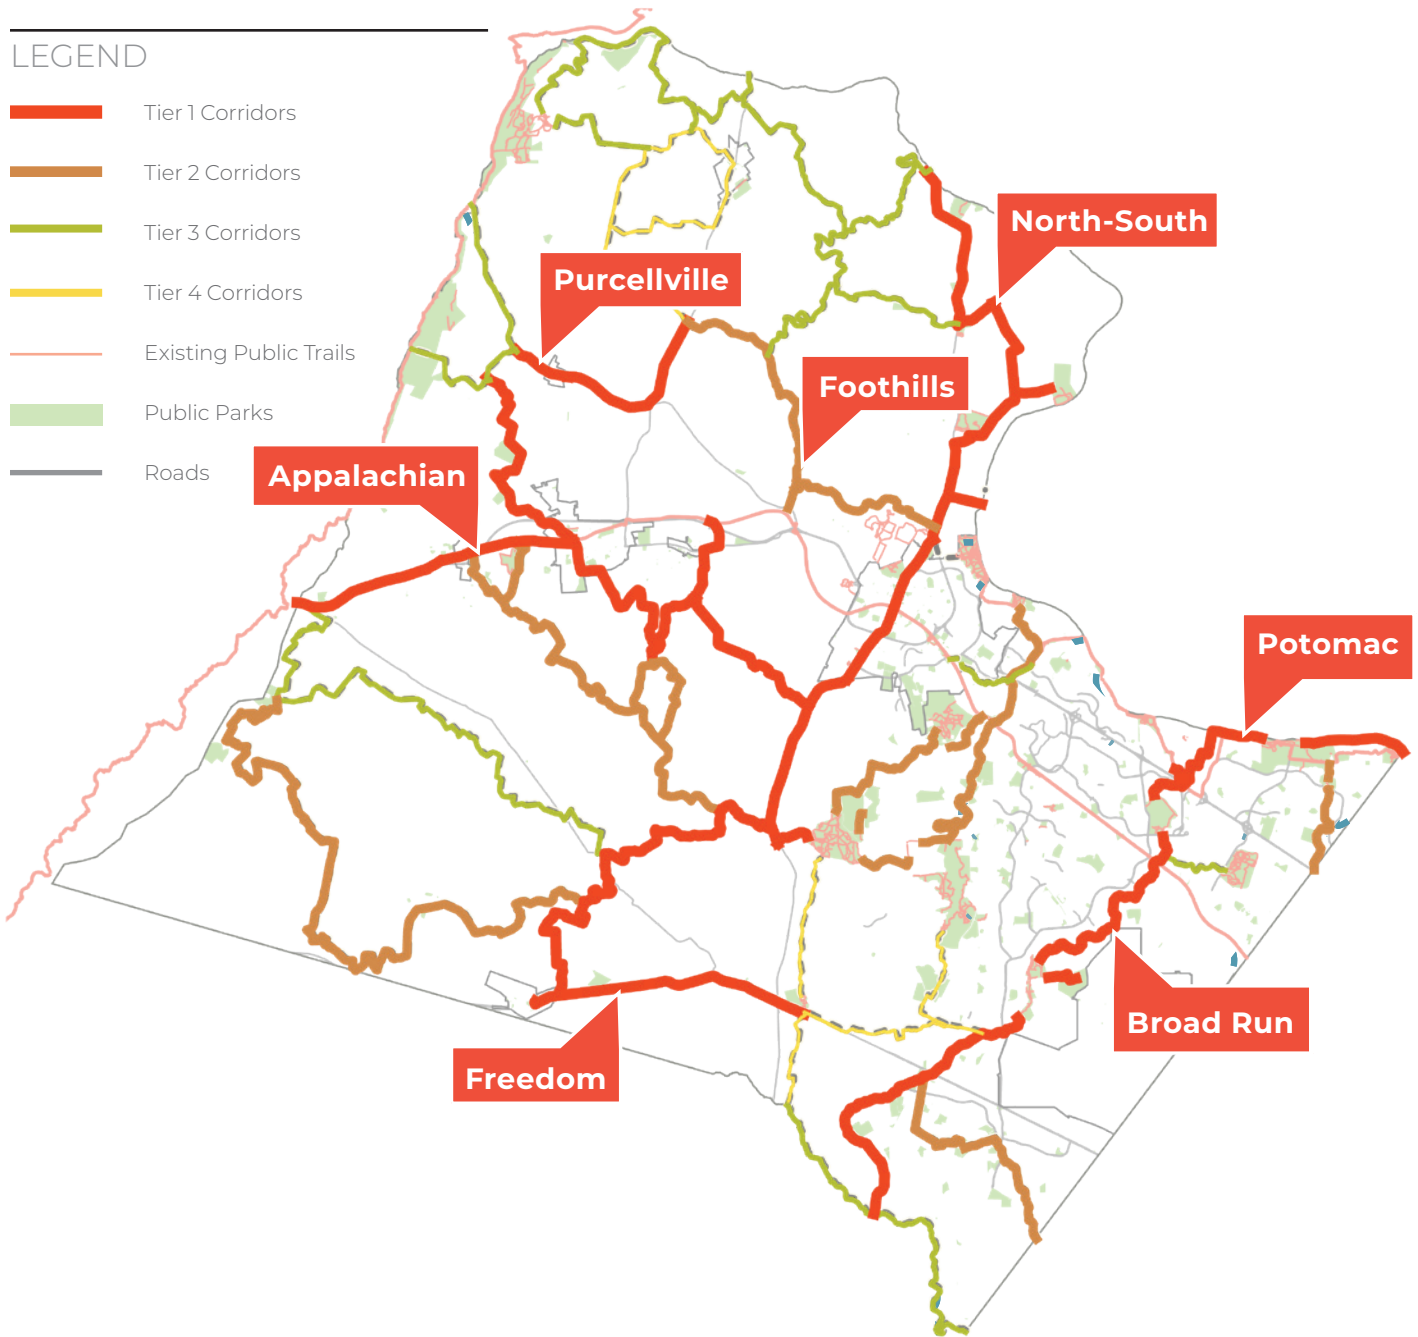 LEGEND
Tier 1 Corridors
Tier 2 Corridors
Tier 3 Corridors
Tier 4 Corridors
Existing Public Trails
Public Parks
Roads
North-South
Purcellville
Foothills
Appalachian
Potomac
Broad Run
Freedom